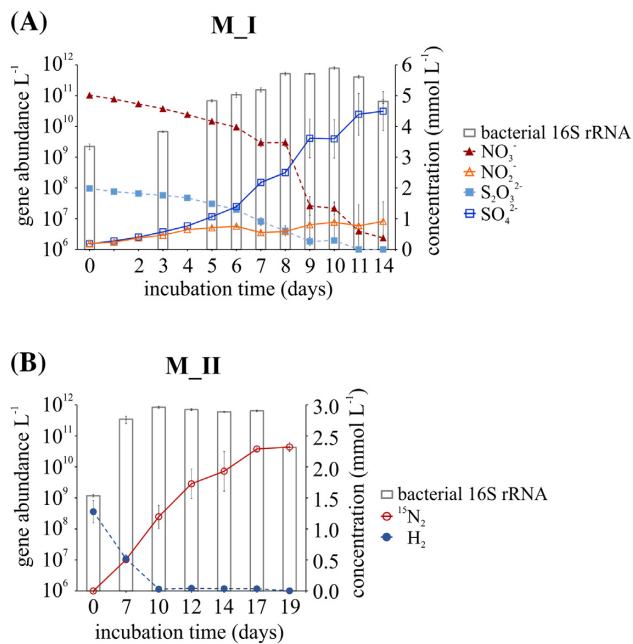 (A)
M_I
gene abundance L⁻¹
10¹²
10¹¹
10¹⁰
10⁹
10⁸
10⁷
10⁶
6
5
4
3
2
1
0
concentration (mmol L⁻¹)
0 2 3 4 5 6 7 8 9 10 11 14
incubation time (days)
bacterial 16S rRNA
NO₃⁻
NO₂⁻
S₂O₃²⁻
SO₄²⁻
(B)
M_II
gene abundance L⁻¹
10¹²
10¹¹
10¹⁰
10⁹
10⁸
10⁷
10⁶
3.0
2.5
2.0
1.5
1.0
0.5
0.0
concentration (mmol L⁻¹)
0 7 10 12 14 17 19
incubation time (days)
bacterial 16S rRNA
¹⁵N₂
H₂